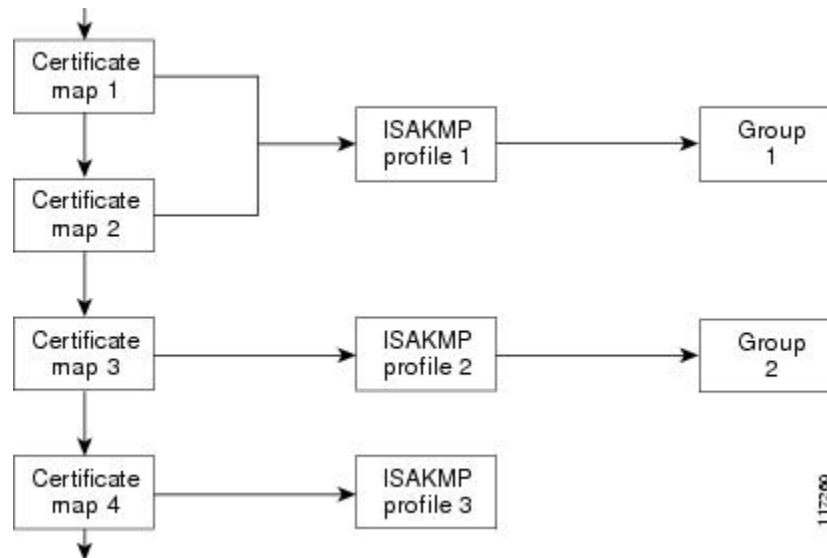 Certificate
map 1
ISAKMP
profile 1
Group
1
Certificate
map 2
Certificate
map 3
ISAKMP
profile 2
Group
2
Certificate
map 4
ISAKMP
profile 3
117269